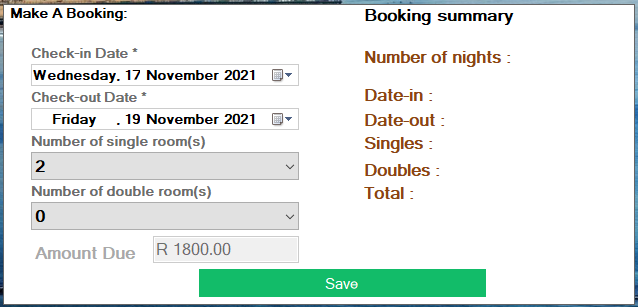 Make A Booking:
Check-in Date *
Wednesday, 17 November 2021
Check-out Date *
Friday , 19 November 2021
Number of single room(s)
2
Number of double room(s)
0
Amount Due R 1800.00
Save
Booking summary
Number of nights :
Date-in :
Date-out :
Singles :
Doubles :
Total :